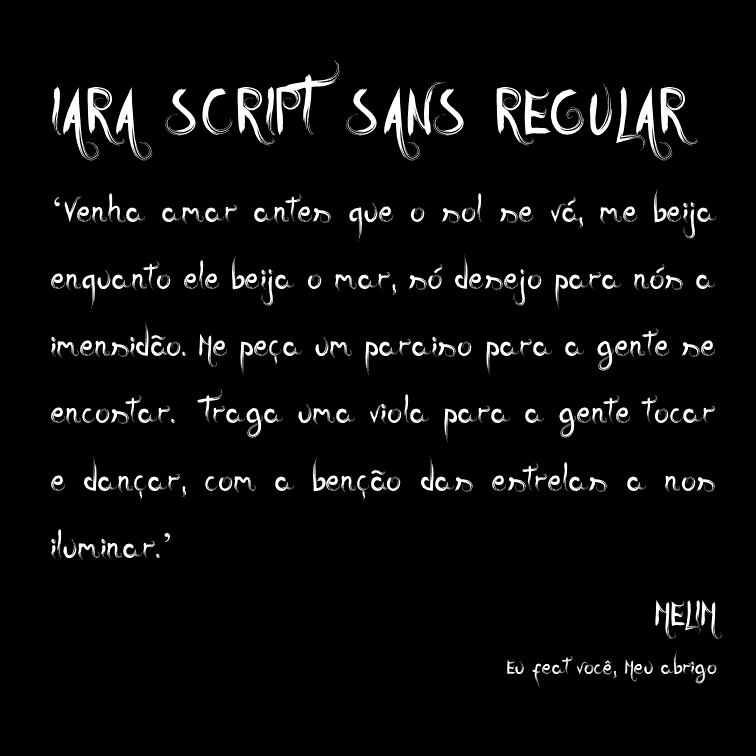 IARA SCRIPT SANS REGULAR
‘Venha amar antes que o sol se vá, me beija
enquanto ele beija o mar, só desejo para nós a
imensidão. Me peça um paraiso para a gente se
encostar. Traga uma viola para a gente tocar
e dançar, com a benção das estrelas a nos
iluminar.’
MELIM
Eu feat você, Meu abrigo